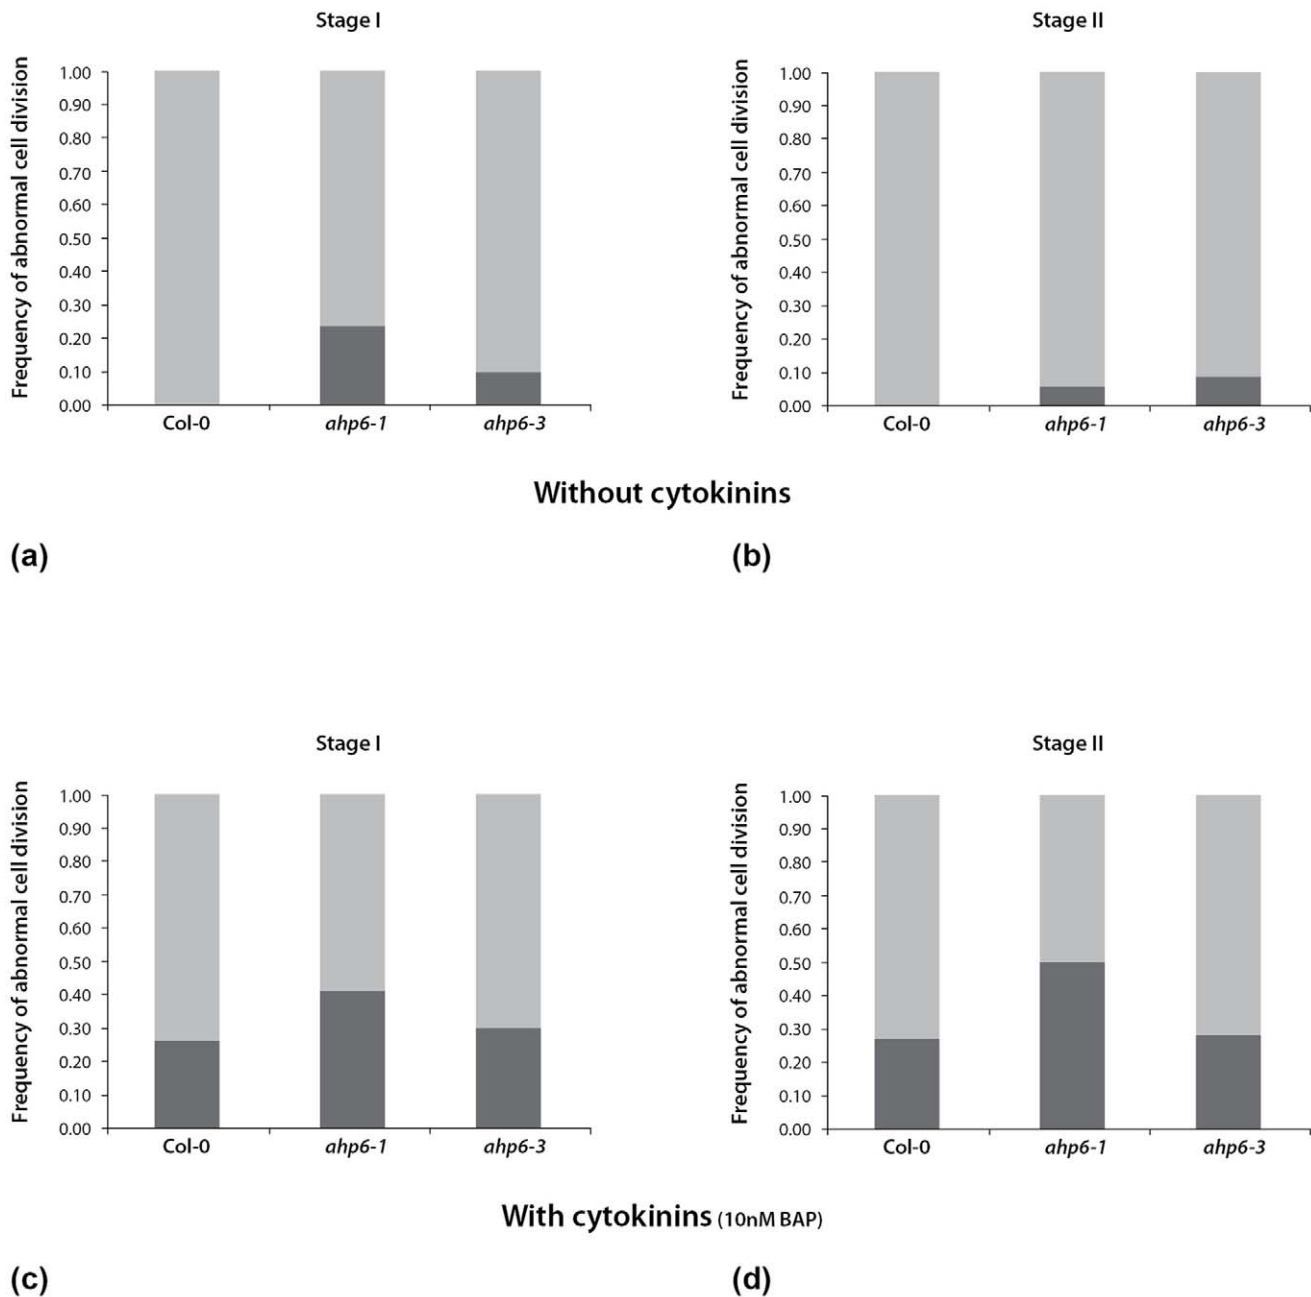 Stage I
Frequency of abnormal cell division
1.00
0.90
0.80
0.70
0.60
0.50
0.40
0.30
0.20
0.10
0.00
Col-0 ahp6-1 ahp6-3
Stage II
Frequency of abnormal cell division
1.00
0.90
0.80
0.70
0.60
0.50
0.40
0.30
0.20
0.10
0.00
Col-0 ahp6-1 ahp6-3
Without cytokinins
(a) (b)
Stage I
Frequency of abnormal cell division
1.00
0.90
0.80
0.70
0.60
0.50
0.40
0.30
0.20
0.10
0.00
Col-0 ahp6-1 ahp6-3
Stage II
Frequency of abnormal cell division
1.00
0.90
0.80
0.70
0.60
0.50
0.40
0.30
0.20
0.10
0.00
Col-0 ahp6-1 ahp6-3
With cytokinins (10nM BAP)
(c) (d)